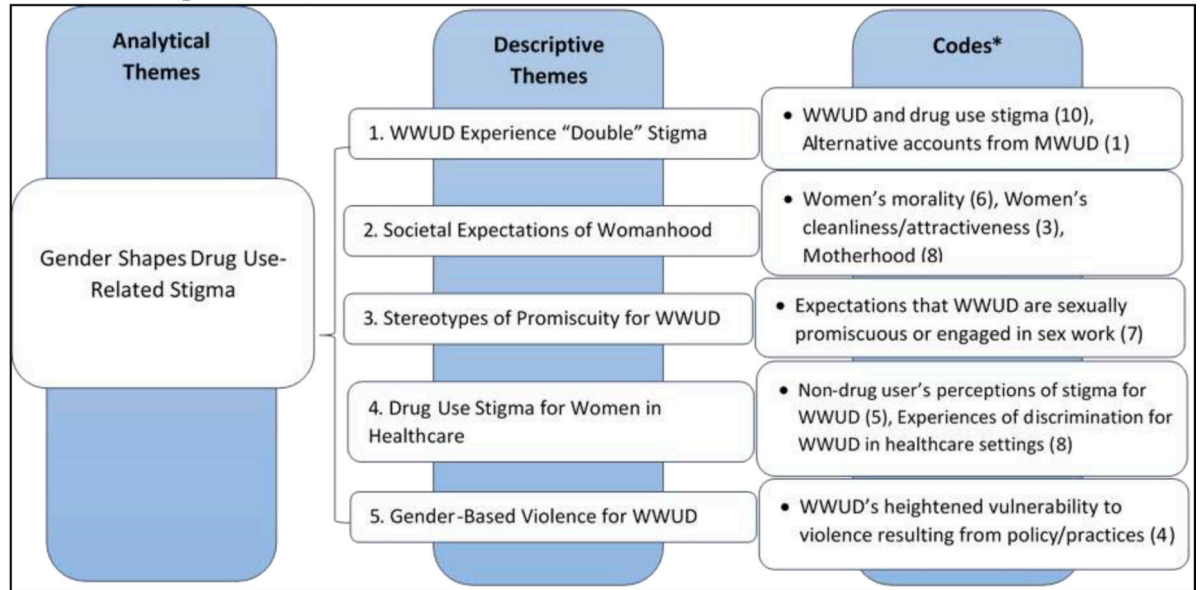 Analytical
Themes
Gender Shapes Drug Use-
Related Stigma
Descriptive
Themes
1. WWUD Experience “Double” Stigma
2. Societal Expectations of Womanhood
3. Stereotypes of Promiscuity for WWUD
4. Drug Use Stigma for Women in
Healthcare
5. Gender-Based Violence for WWUD
Codes*
• WWUD and drug use stigma (10),
Alternative accounts from MWUD (1)
• Women’s morality (6), Women’s
cleanliness/attractiveness (3),
Motherhood (8)
• Expectations that WWUD are sexually
promiscuous or engaged in sex work (7)
• Non-drug user’s perceptions of stigma for
WWUD (5), Experiences of discrimination for
WWUD in healthcare settings (8)
• WWUD’s heightened vulnerability to
violence resulting from policy/practices (4)